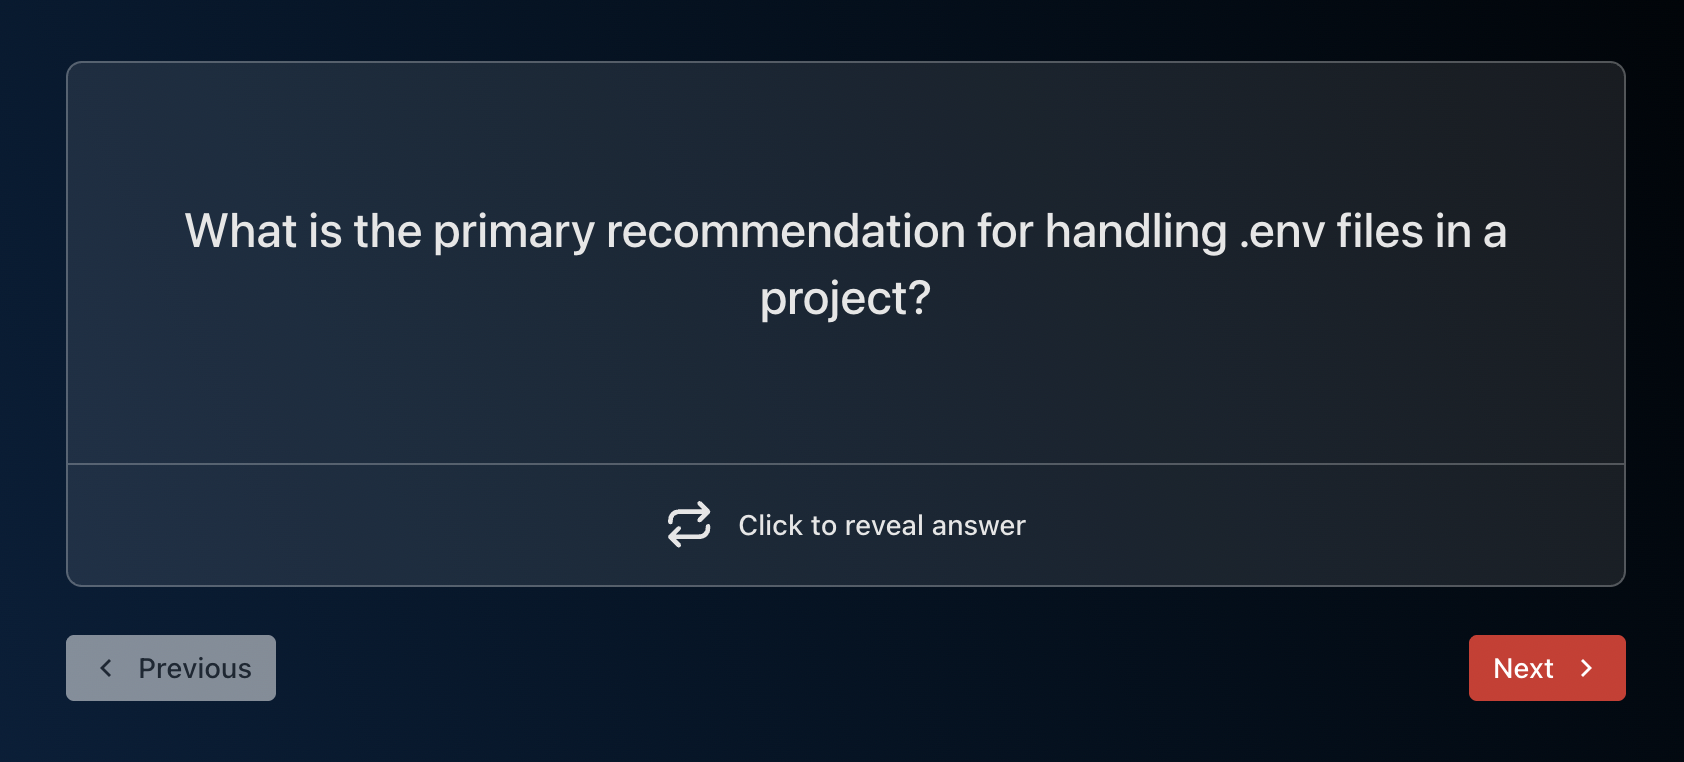 What is the primary recommendation for handling .env files in a
project?
Click to reveal answer
Previous
Next